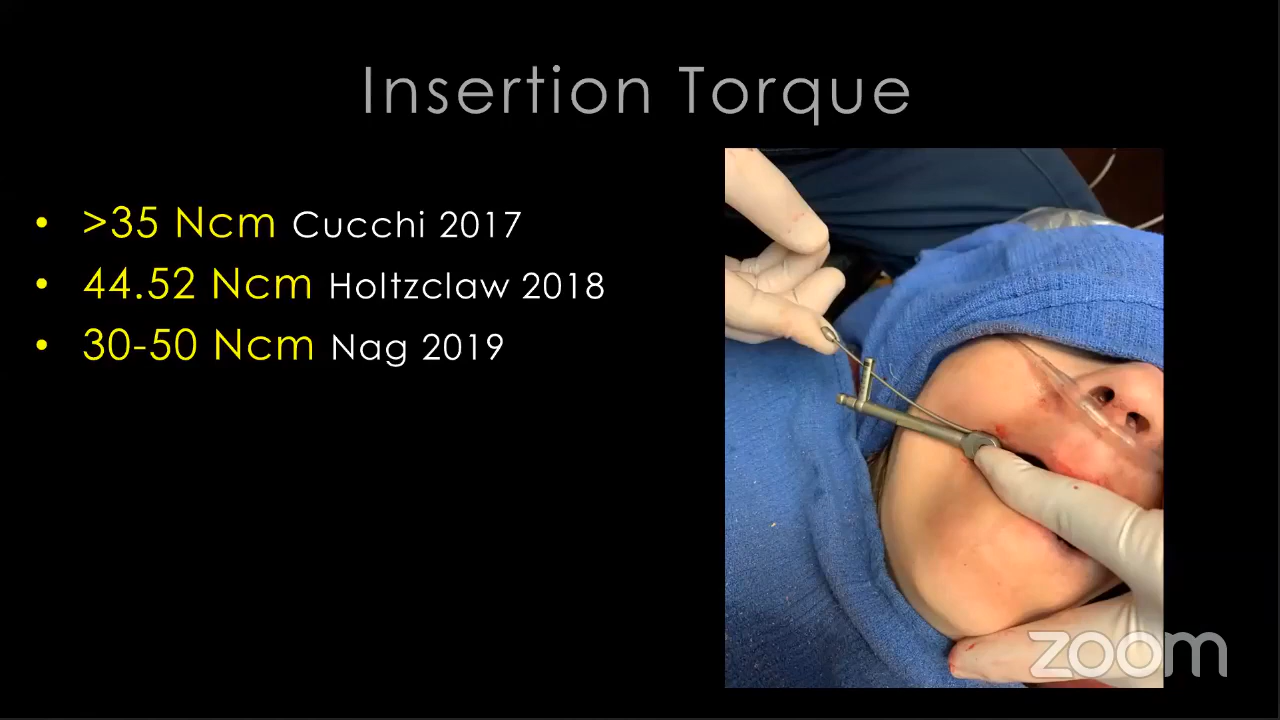 Insertion Torque
• >35 Ncm Cucchi 2017
• 44.52 Ncm Holtzclaw 2018
• 30-50 Ncm Nag 2019
zoom